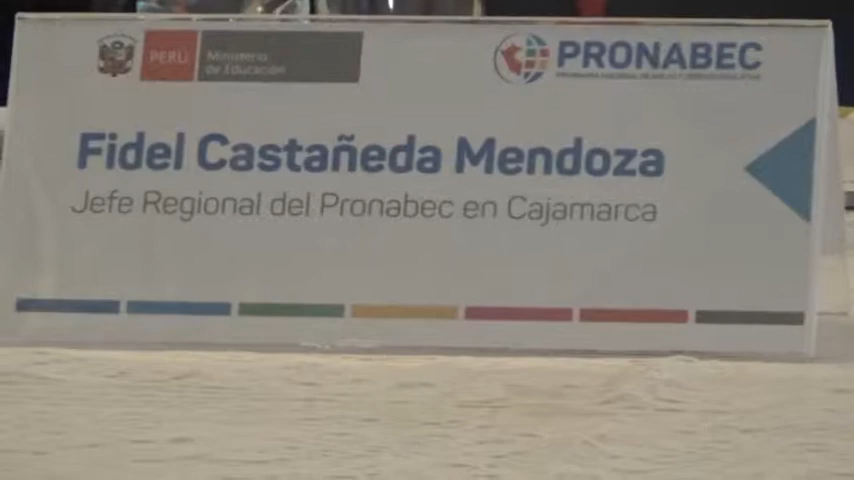 PERÚ
Ministerio
de Educación
PRONABEC
Fidel Castañeda Mendoza
Jefe Regional del Pronabec en Cajamarca